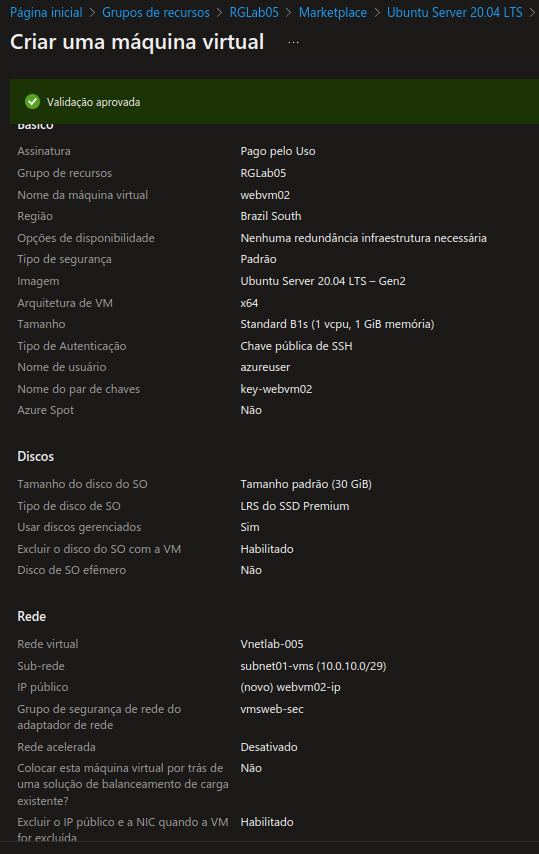 Página inicial > Grupos de recursos > RGLab05 > Marketplace > Ubuntu Server 20.04 LTS >
Criar uma máquina virtual ...
Validação aprovada
Básico
Assinatura Pago pelo Uso
Grupo de recursos RGLab05
Nome da máquina virtual webvm02
Região Brazil South
Opções de disponibilidade Nenhuma redundância infraestrutura necessária
Tipo de segurança Padrão
Imagem Ubuntu Server 20.04 LTS – Gen2
Arquitetura de VM x64
Tamanho Standard B1s (1 vcpu, 1 GiB memória)
Tipo de Autenticação Chave pública de SSH
Nome de usuário azureuser
Nome do par de chaves key-webvm02
Azure Spot Não
Discos
Tamanho do disco do SO Tamanho padrão (30 GiB)
Tipo de disco de SO LRS do SSD Premium
Usar discos gerenciados Sim
Excluir o disco do SO com a VM Habilitado
Disco de SO efêmero Não
Rede
Rede virtual Vnetlab-005
Sub-rede subnet01-vms (10.0.10.0/29)
IP público (novo) webvm02-ip
Grupo de segurança de rede do vmsweb-sec
adaptador de rede
Rede acelerada Desativado
Colocar esta máquina virtual por trás de Não
uma solução de balanceamento de carga
existente?
Excluir o IP público e a NIC quando a VM Habilitado
for excluída